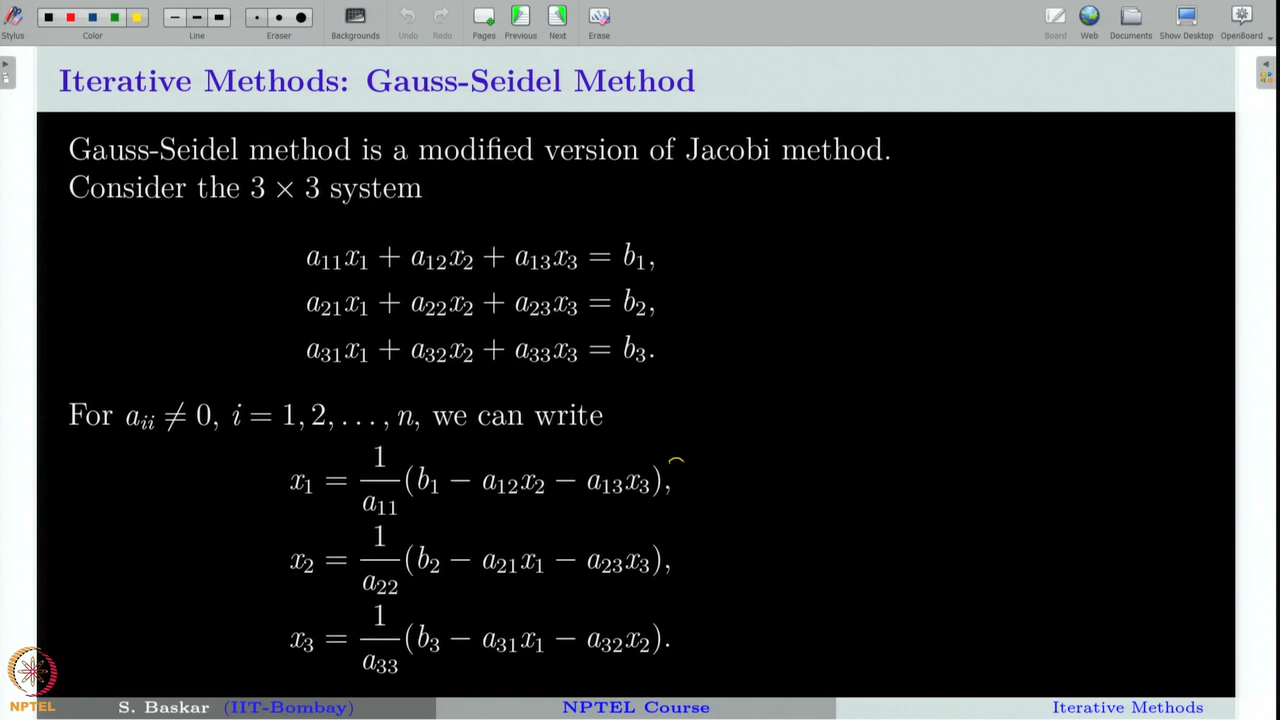 Stylus Color Line Eraser Backgrounds Undo Redo Pages Previous Next Erase Board Web Documents Show Desktop OpenBoard
Iterative Methods: Gauss-Seidel Method
Gauss-Seidel method is a modified version of Jacobi method.
Consider the 3 × 3 system
a₁₁x₁ + a₁₂x₂ + a₁₃x₃ = b₁,
a₂₁x₁ + a₂₂x₂ + a₂₃x₃ = b₂,
a₃₁x₁ + a₃₂x₂ + a₃₃x₃ = b₃.
For aᵢᵢ ≠ 0, i = 1, 2, . . . , n, we can write
x₁ = 1/a₁₁ (b₁ − a₁₂x₂ − a₁₃x₃),
x₂ = 1/a₂₂ (b₂ − a₂₁x₁ − a₂₃x₃),
x₃ = 1/a₃₃ (b₃ − a₃₁x₁ − a₃₂x₂).
NPTEL
S. Baskar (IIT-Bombay) NPTEL Course Iterative Methods